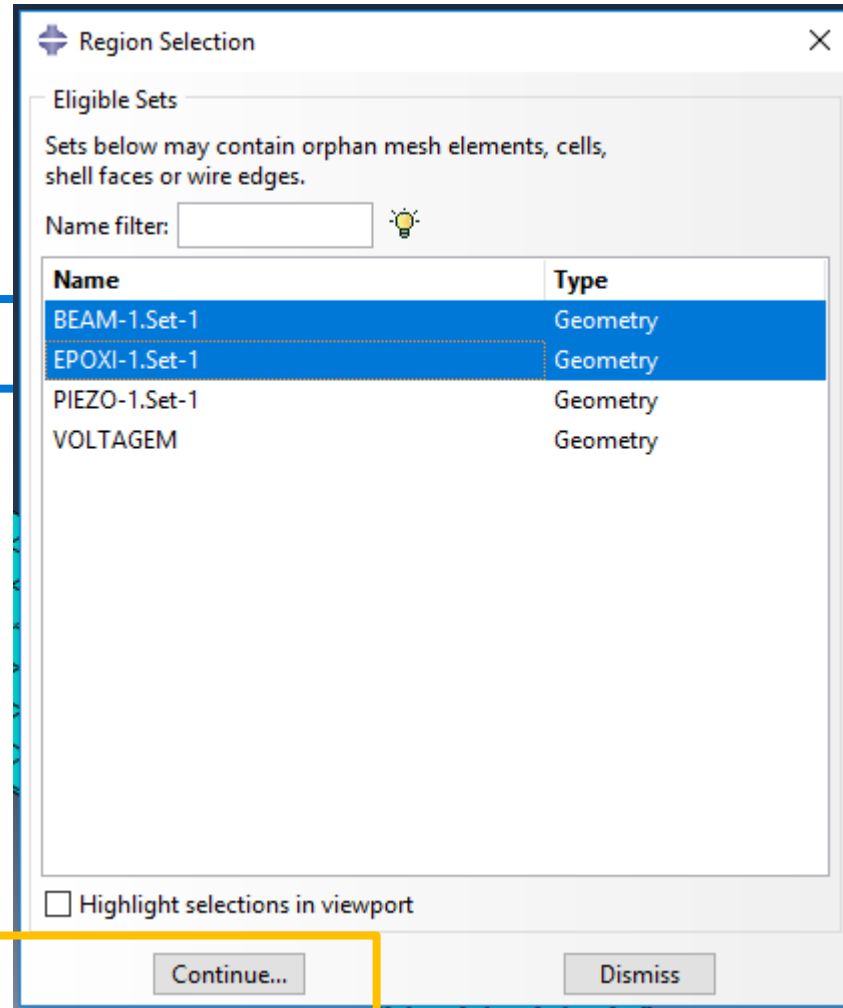 Region Selection
Eligible Sets
Sets below may contain orphan mesh elements, cells,
shell faces or wire edges.
Name filter:
Name Type
BEAM-1.Set-1 Geometry
EPOXI-1.Set-1 Geometry
PIEZO-1.Set-1 Geometry
VOLTAGEM Geometry
Highlight selections in viewport
Continue... Dismiss